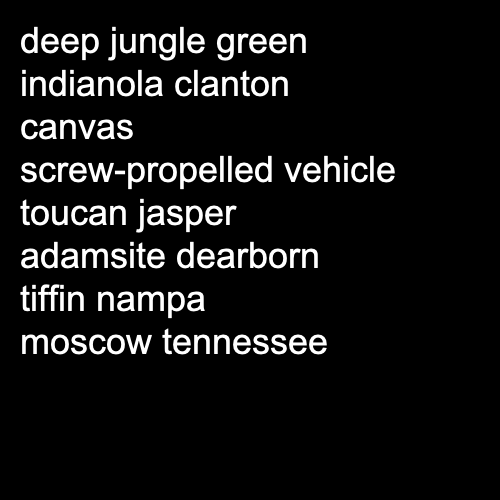 deep jungle green
indianola clanton
canvas
screw-propelled vehicle
toucan jasper
adamsite dearborn
tiffin nampa
moscow tennessee